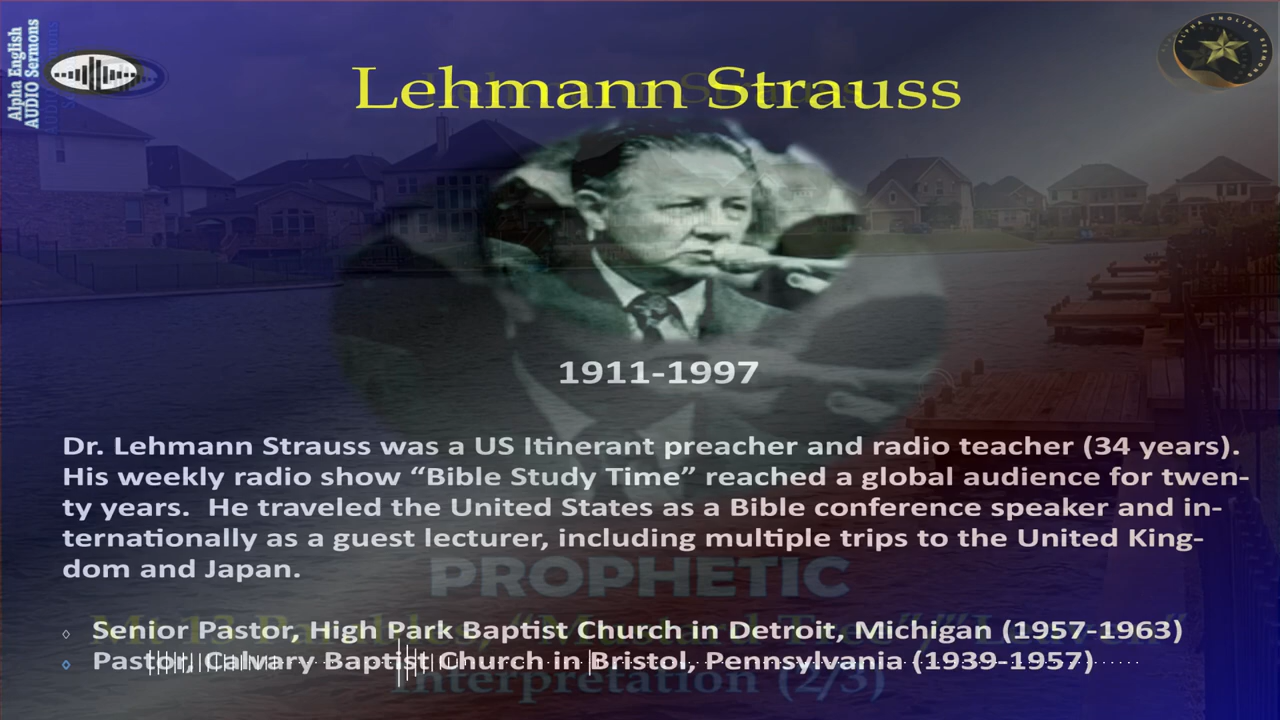 Alpha English
AUDIO Sermons
ALPHA ENGLISH SERMONS
Lehmann Strauss
1911-1997
Dr. Lehmann Strauss was a US Itinerant preacher and radio teacher (34 years).
His weekly radio show “Bible Study Time” reached a global audience for twen-
ty years. He traveled the United States as a Bible conference speaker and in-
ternationally as a guest lecturer, including multiple trips to the United King-
dom and Japan.
PROPHETIC
Senior Pastor, High Park Baptist Church in Detroit, Michigan (1957-1963)
Pastor, Calvary Baptist Church in Bristol, Pennsylvania (1939-1957)
Interpretation (2/3)